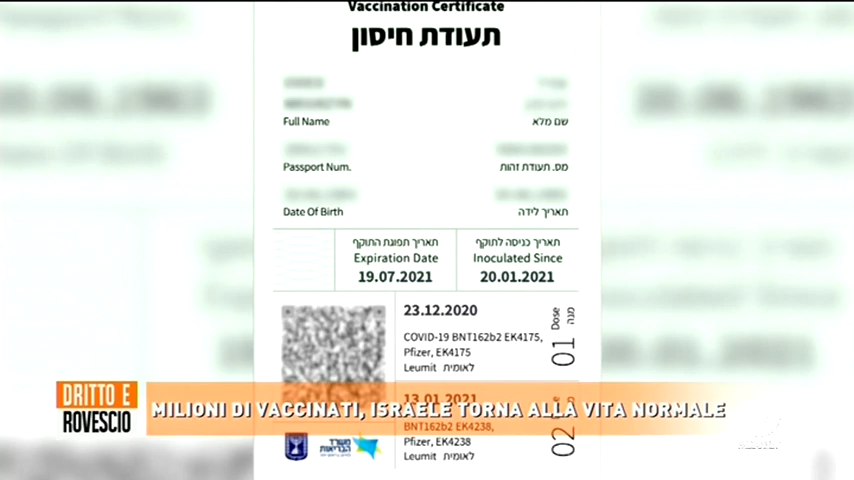 Vaccination Certificate
תעודת חיסון
Full Name
שם מלא
Passport Num.
מס. תעודת זהות
Date Of Birth
תאריך לידה
תאריך תפוגת התוקף
Expiration Date
19.07.2021
תאריך כניסה לתוקף
Inoculated Since
20.01.2021
23.12.2020
COVID-19 BNT162b2 EK4175,
Pfizer, EK4175
Leumit לאומית
01
Dose
מנה
13.01.2021
BNT162b2 EK4238,
Pfizer, EK4238
Leumit לאומית
02
DRITTO E
ROVESCIO
MILIONI DI VACCINATI, ISRAELE TORNA ALLA VITA NORMALE
משרד
הבריאות